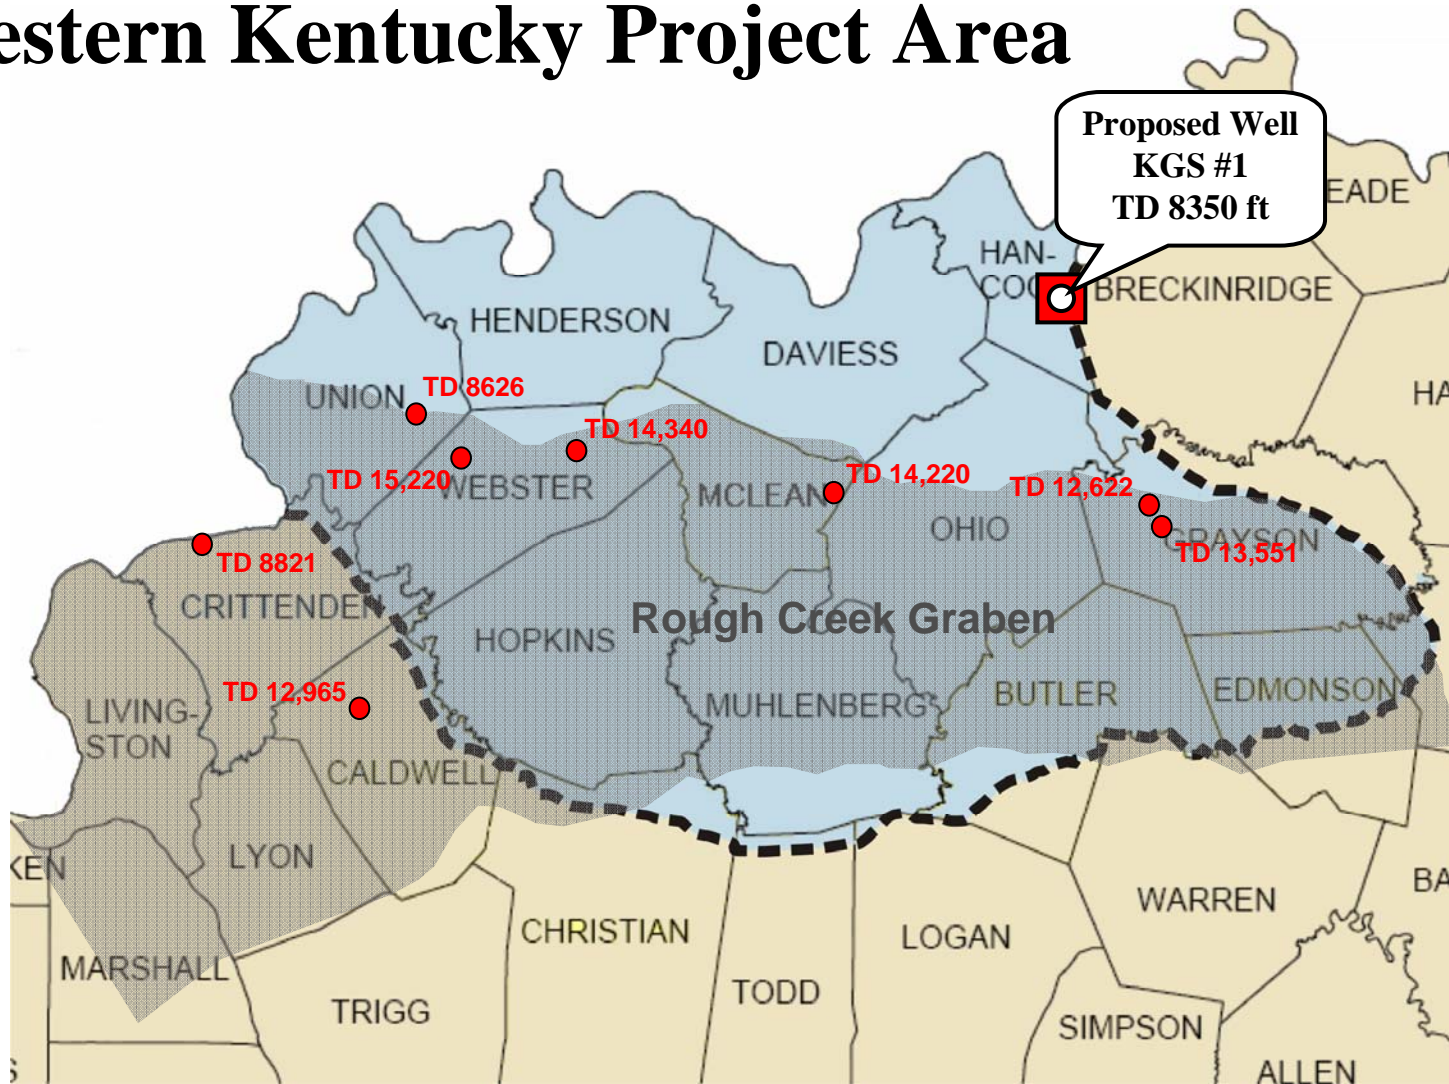 estern Kentucky Project Area
Proposed Well
KGS #1
TD 8350 ft
EADE
HAN-
COO
BRECKINRIDGE
HENDERSON
DAVIESS
UNION
TD 8626
HA
TD 14,340
TD 15,220
WEBSTER
MCLEAN
TD 14,220
TD 12,622
OHIO
GRAYSON
TD 13,551
TD 8821
CRITTENDEN
Rough Creek Graben
HOPKINS
TD 12,965
LIVING-
STON
MUHLENBERG
BUTLER
EDMONSON
CALDWELL
KEN
LYON
BA
WARREN
CHRISTIAN
LOGAN
MARSHALL
TODD
TRIGG
SIMPSON
S
ALLEN